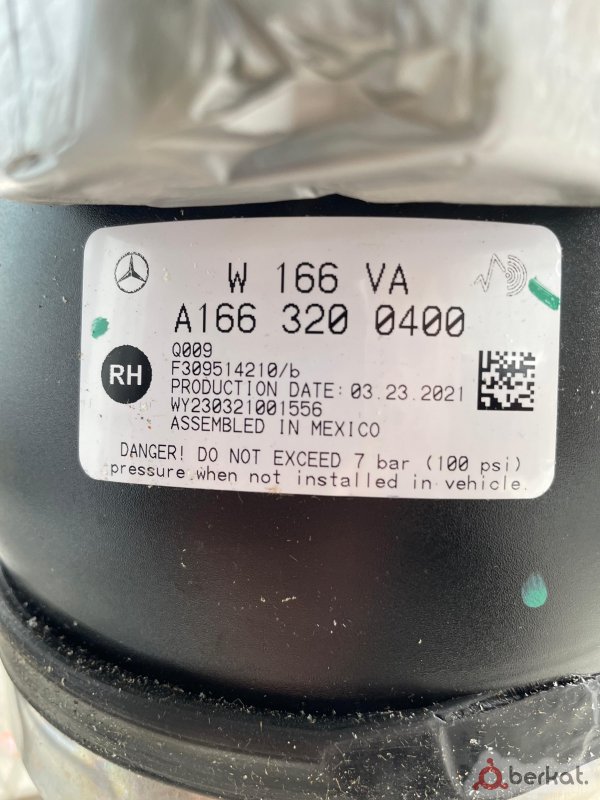 W 166 VA
A166 320 0400
Q009
F309514210/b
RH
PRODUCTION DATE: 03.23.2021
WY230321001556
ASSEMBLED IN MEXICO
DANGER! DO NOT EXCEED 7 bar (100 psi)
pressure when not installed in vehicle.
berkat.